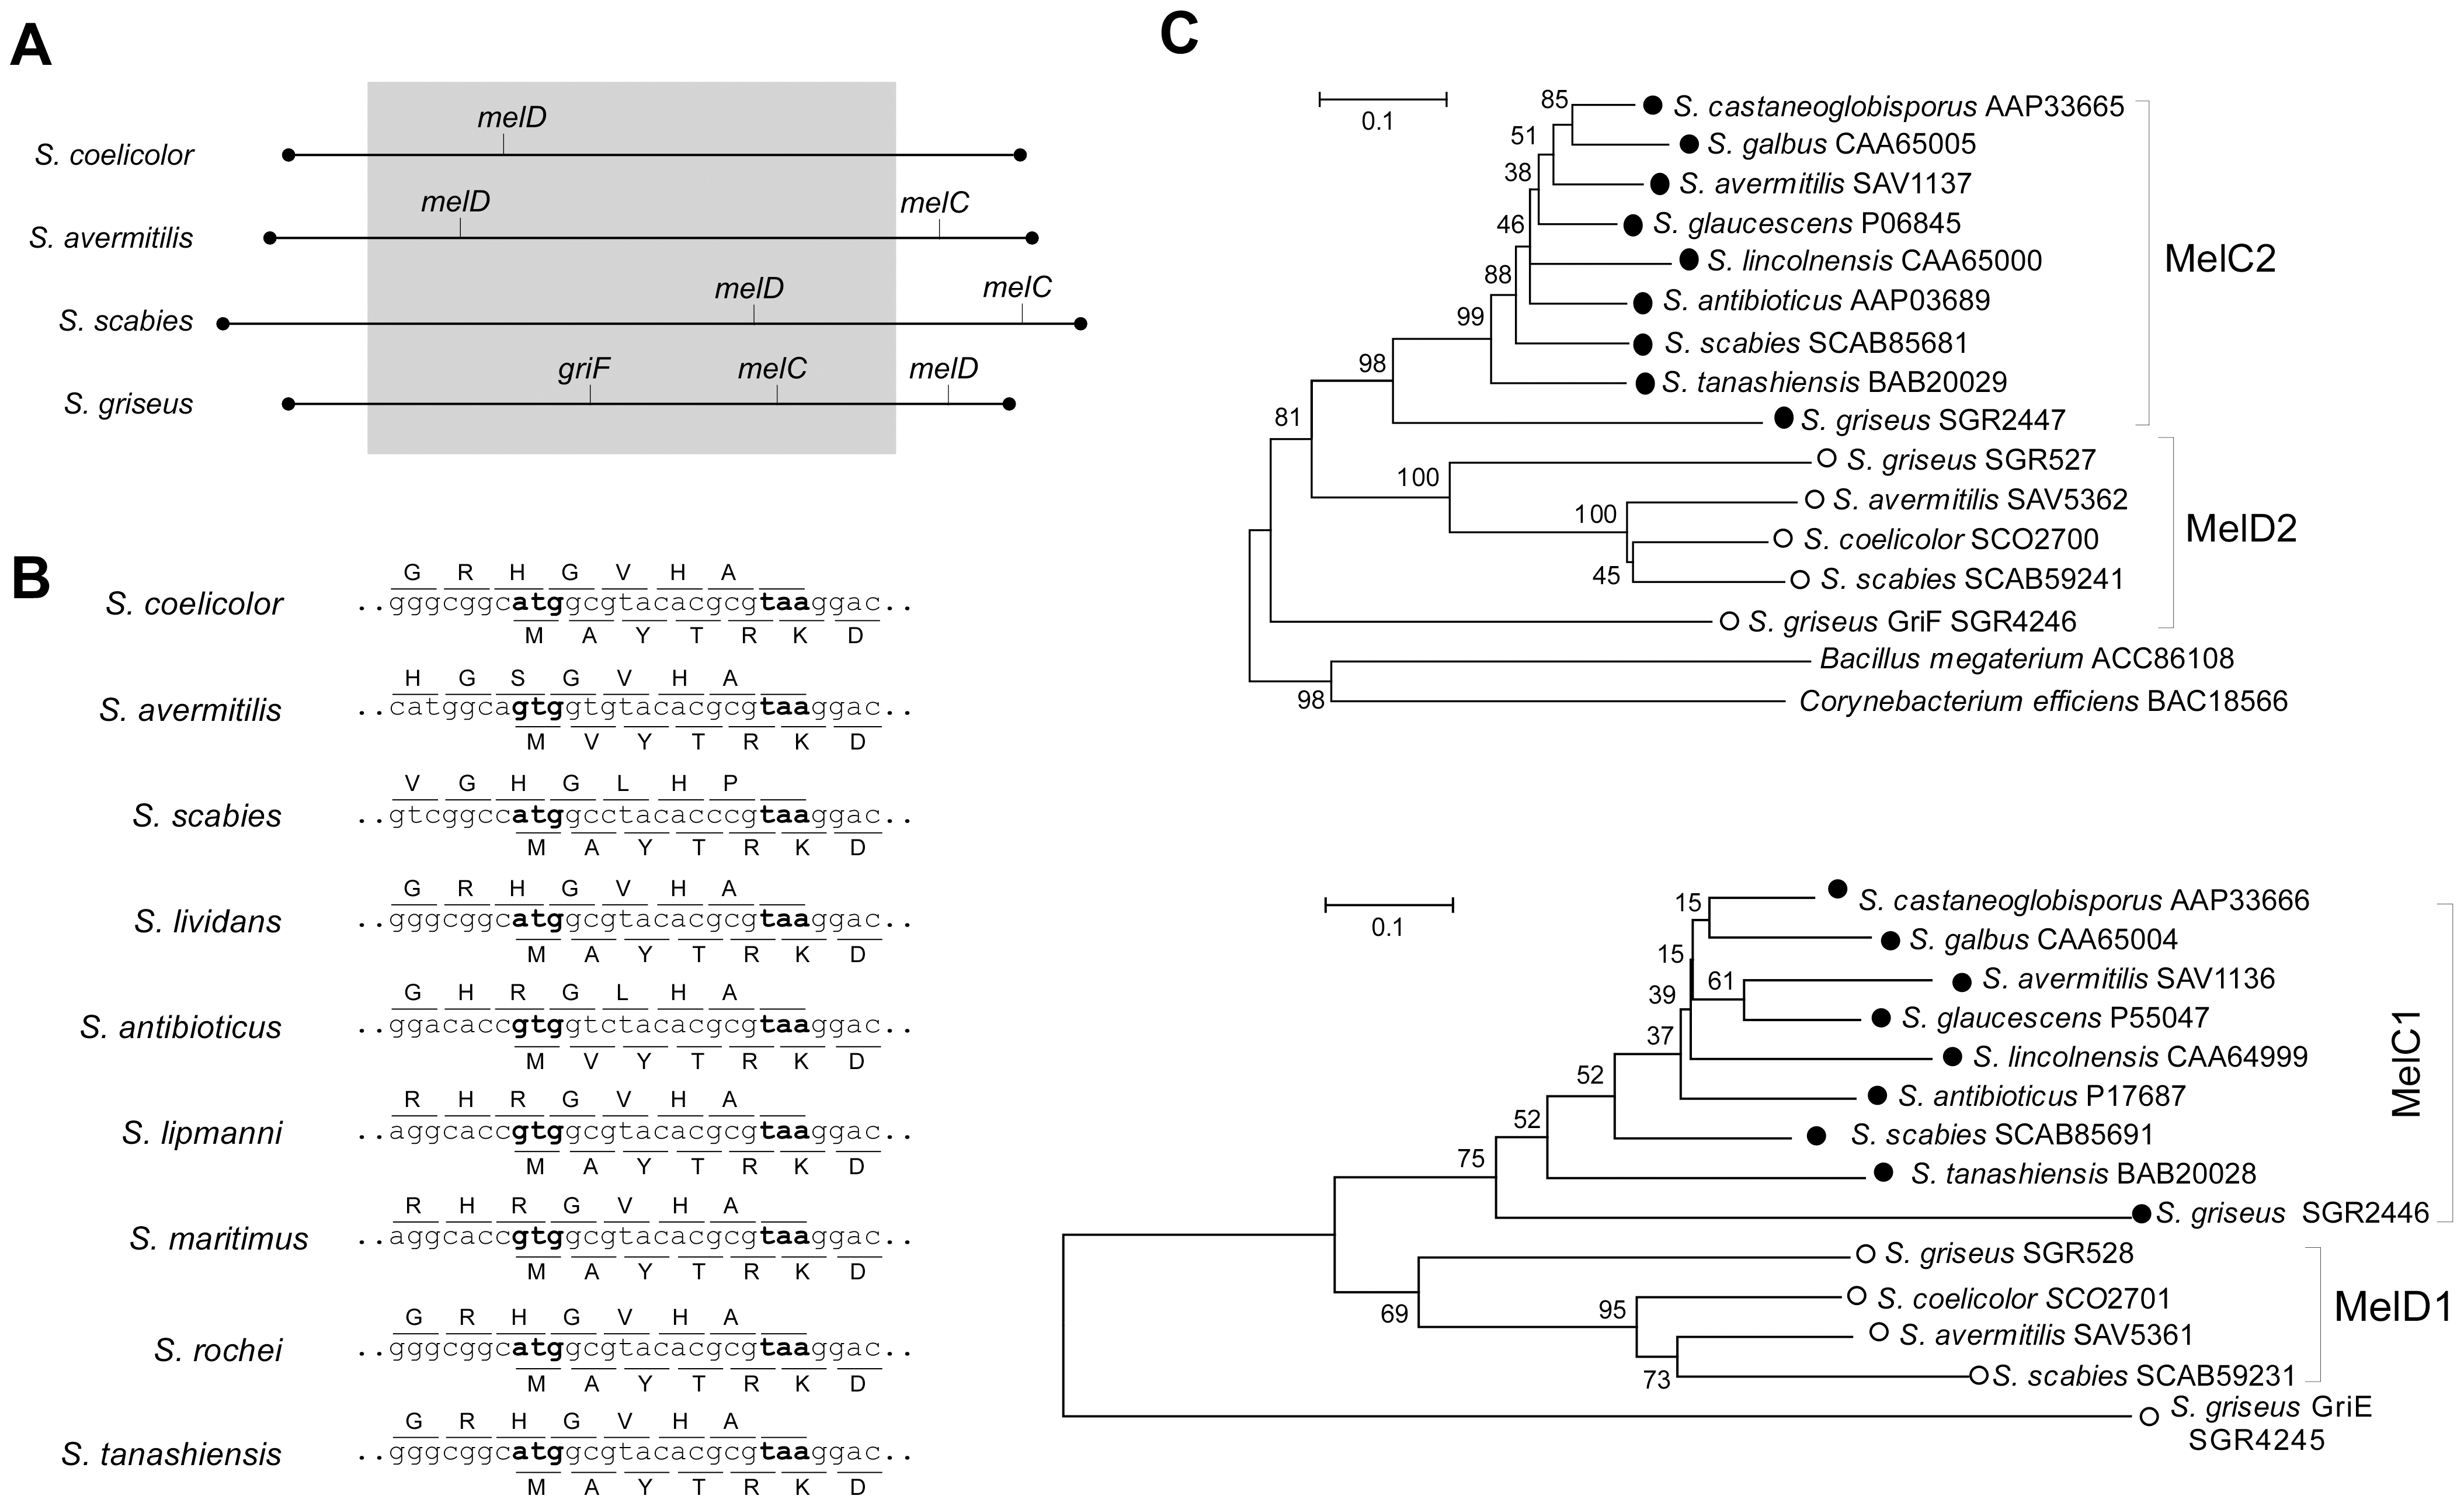 A
melD
S. coelicolor
melD
melC
S. avermitilis
melD
melC
S. scabies
griF
melC
melD
S. griseus
B
G R H G V H A
S. coelicolor ..gggcggcatggcgtacacgcgtaaggac..
M A Y T R K D
H G S G V H A
S. avermitilis ..catggcagtggtgtacacgcgtaaggac..
M V Y T R K D
V G H G L H P
S. scabies ..gtcggccatggcctacacccgtaaggac..
M A Y T R K D
G R H G V H A
S. lividans ..gggcggcatggcgtacacgcgtaaggac..
M A Y T R K D
G H R G L H A
S. antibioticus ..ggacaccgtggtctacacgcgtaaggac..
M V Y T R K D
R H R G V H A
S. lipmanni ..aggcaccgtggcgtacacgcgtaaggac..
M A Y T R K D
R H R G V H A
S. maritimus ..aggcaccgtggcgtacacgcgtaaggac..
M A Y T R K D
G R H G V H A
S. rochei ..gggcggcatggcgtacacgcgtaaggac..
M A Y T R K D
G R H G V H A
S. tanashiensis ..gggcggcatggcgtacacgcgtaaggac..
M A Y T R K D
C
0.1
85
S. castaneoglobisporus AAP33665
51
S. galbus CAA65005
38
S. avermitilis SAV1137
46
S. glaucescens P06845
88
S. lincolnensis CAA65000
MelC2
99
S. antibioticus AAP03689
98
S. scabies SCAB85681
S. tanashiensis BAB20029
81
S. griseus SGR2447
100
S. griseus SGR527
100
S. avermitilis SAV5362
MelD2
S. coelicolor SCO2700
45
S. scabies SCAB59241
S. griseus GriF SGR4246
Bacillus megaterium ACC86108
98
Corynebacterium efficiens BAC18566
0.1
15
S. castaneoglobisporus AAP33666
15
S. galbus CAA65004
61
S. avermitilis SAV1136
39
S. glaucescens P55047
37
S. lincolnensis CAA64999
MelC1
52
S. antibioticus P17687
52
S. scabies SCAB85691
75
S. tanashiensis BAB20028
S. griseus SGR2446
S. griseus SGR528
69
95
S. coelicolor SCO2701
MelD1
S. avermitilis SAV5361
73
S. scabies SCAB59231
S. griseus GriE
SGR4245